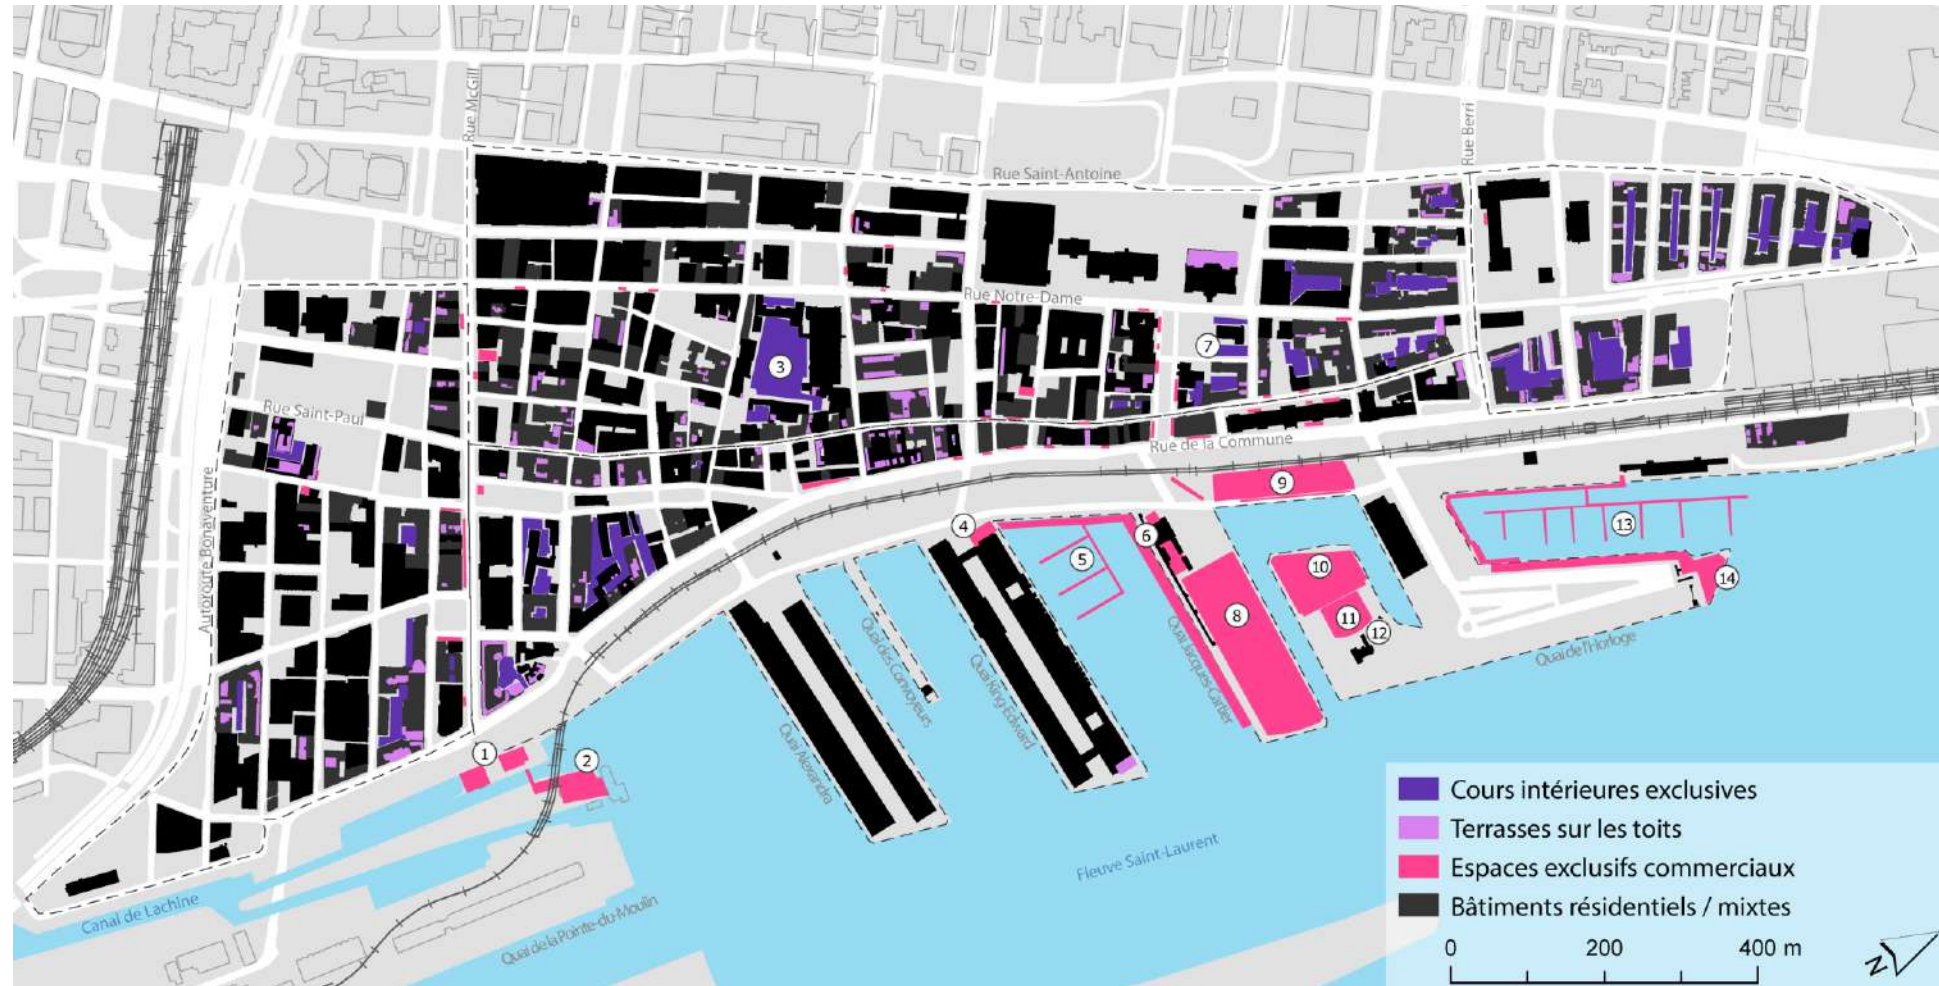 Rue McGill
Rue Berri
Rue Saint-Antoine
Rue Notre-Dame
3
7
Rue Saint-Paul
Rue de la Commune
Autoroute Bonaventure
9
4
5
6
13
10
14
8
11
12
Quai des Convoyeurs
Quai King-Edward
Quai Jacques Cartier
Quai de l'Horloge
Quai Alexandra
1
2
Fleuve Saint-Laurent
Canal de Lachine
Quai de la Pointe-du-Moulin
Cours intérieures exclusives
Terrasses sur les toits
Espaces exclusifs commerciaux
Bâtiments résidentiels / mixtes
0 200 400 m
N